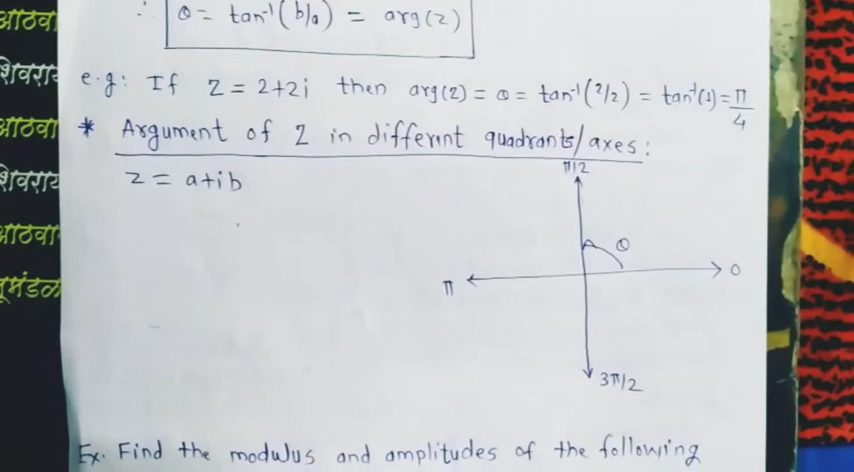 आठवा
शिवराय
आठवा
शिवराय
आठवा
भूमंडळ
∴ θ = tan⁻¹(b/a) = arg(z)
e.g: If z = 2+2i then arg(z) = θ = tan⁻¹(2/2) = tan⁻¹(1) = π/4
* Argument of Z in different quadrants/axes:
z = a+ib
π/2
θ
π
0
3π/2
Ex. Find the modulus and amplitudes of the following